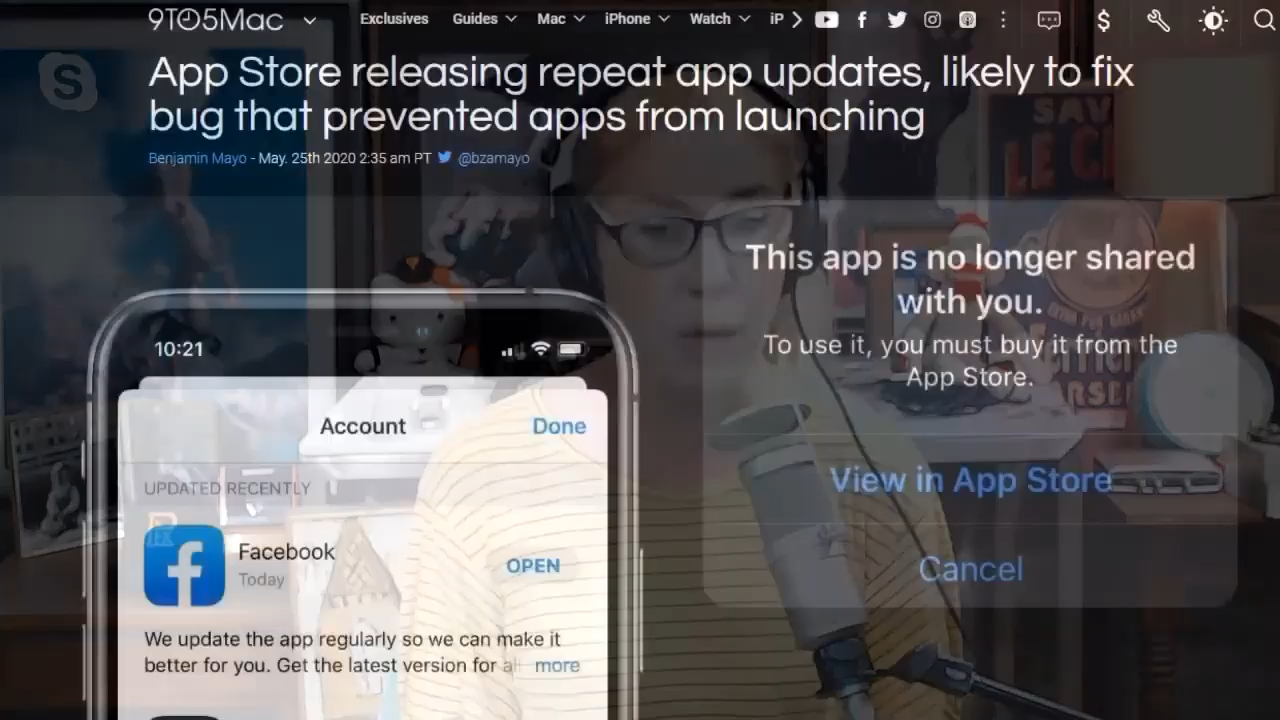 9TO5Mac Exclusives Guides Mac iPhone Watch iP
S
App Store releasing repeat app updates, likely to fix
bug that prevented apps from launching
Benjamin Mayo - May. 25th 2020 2:35 am PT @bzamayo
SAV
LE C
This app is no longer shared
with you.
To use it, you must buy it from the
App Store.
10:21
Account Done
View in App Store
UPDATED RECENTLY
Facebook
Today
OPEN
Cancel
We update the app regularly so we can make it
better for you. Get the latest version for al more